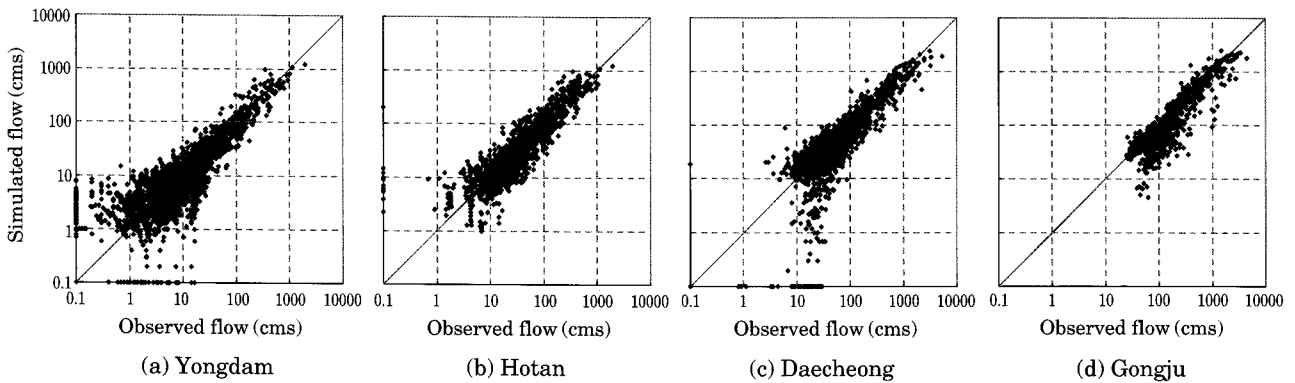 10000
1000
100
10
1
0.1
Simulated flow (cms)
0.1 1 10 100 1000 10000
0.1 1 10 100 1000 10000
0.1 1 10 100 1000 10000
0.1 1 10 100 1000 10000
Observed flow (cms)
Observed flow (cms)
Observed flow (cms)
Observed flow (cms)
(a) Yongdam
(b) Hotan
(c) Daecheong
(d) Gongju